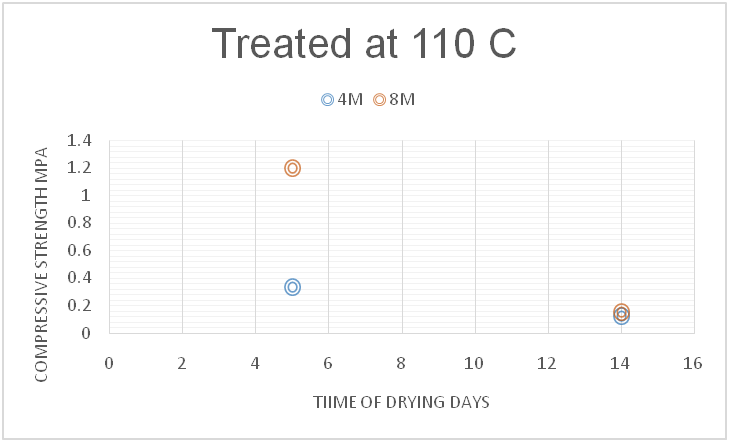 Treated at 110 C
4M 8M
COMPRESSIVE STRENGTH MPA
1.4
1.2
1
0.8
0.6
0.4
0.2
0
0 2 4 6 8 10 12 14 16
TIIME OF DRYING DAYS